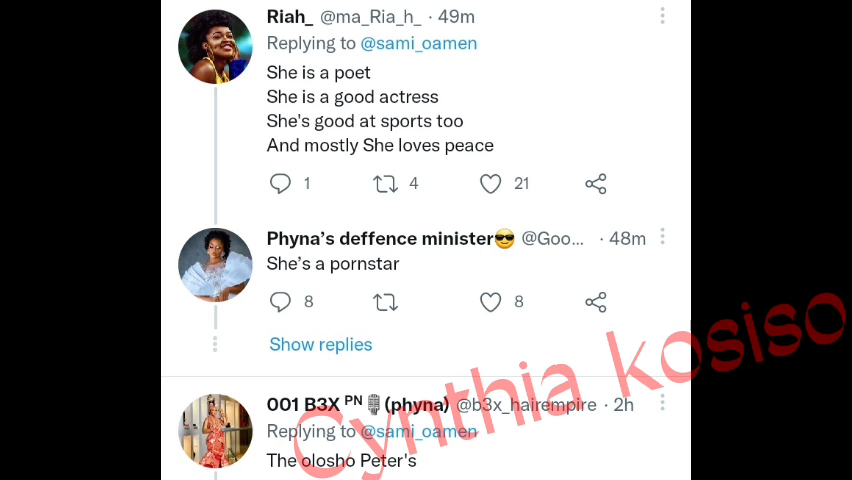 Riah_ @ma_Ria_h_ · 49m
Replying to @sami_oamen
She is a poet
She is a good actress
She's good at sports too
And mostly She loves peace
1 4 21
Phyna’s deffence minister😎 @Goo... · 48m
She’s a pornstar
8 8
Show replies
001 B3X ᴾᴺ🎙(phyna) @b3x_hairempire · 2h
Replying to @sami_oamen
The olosho Peter's
Cynthia kosiso